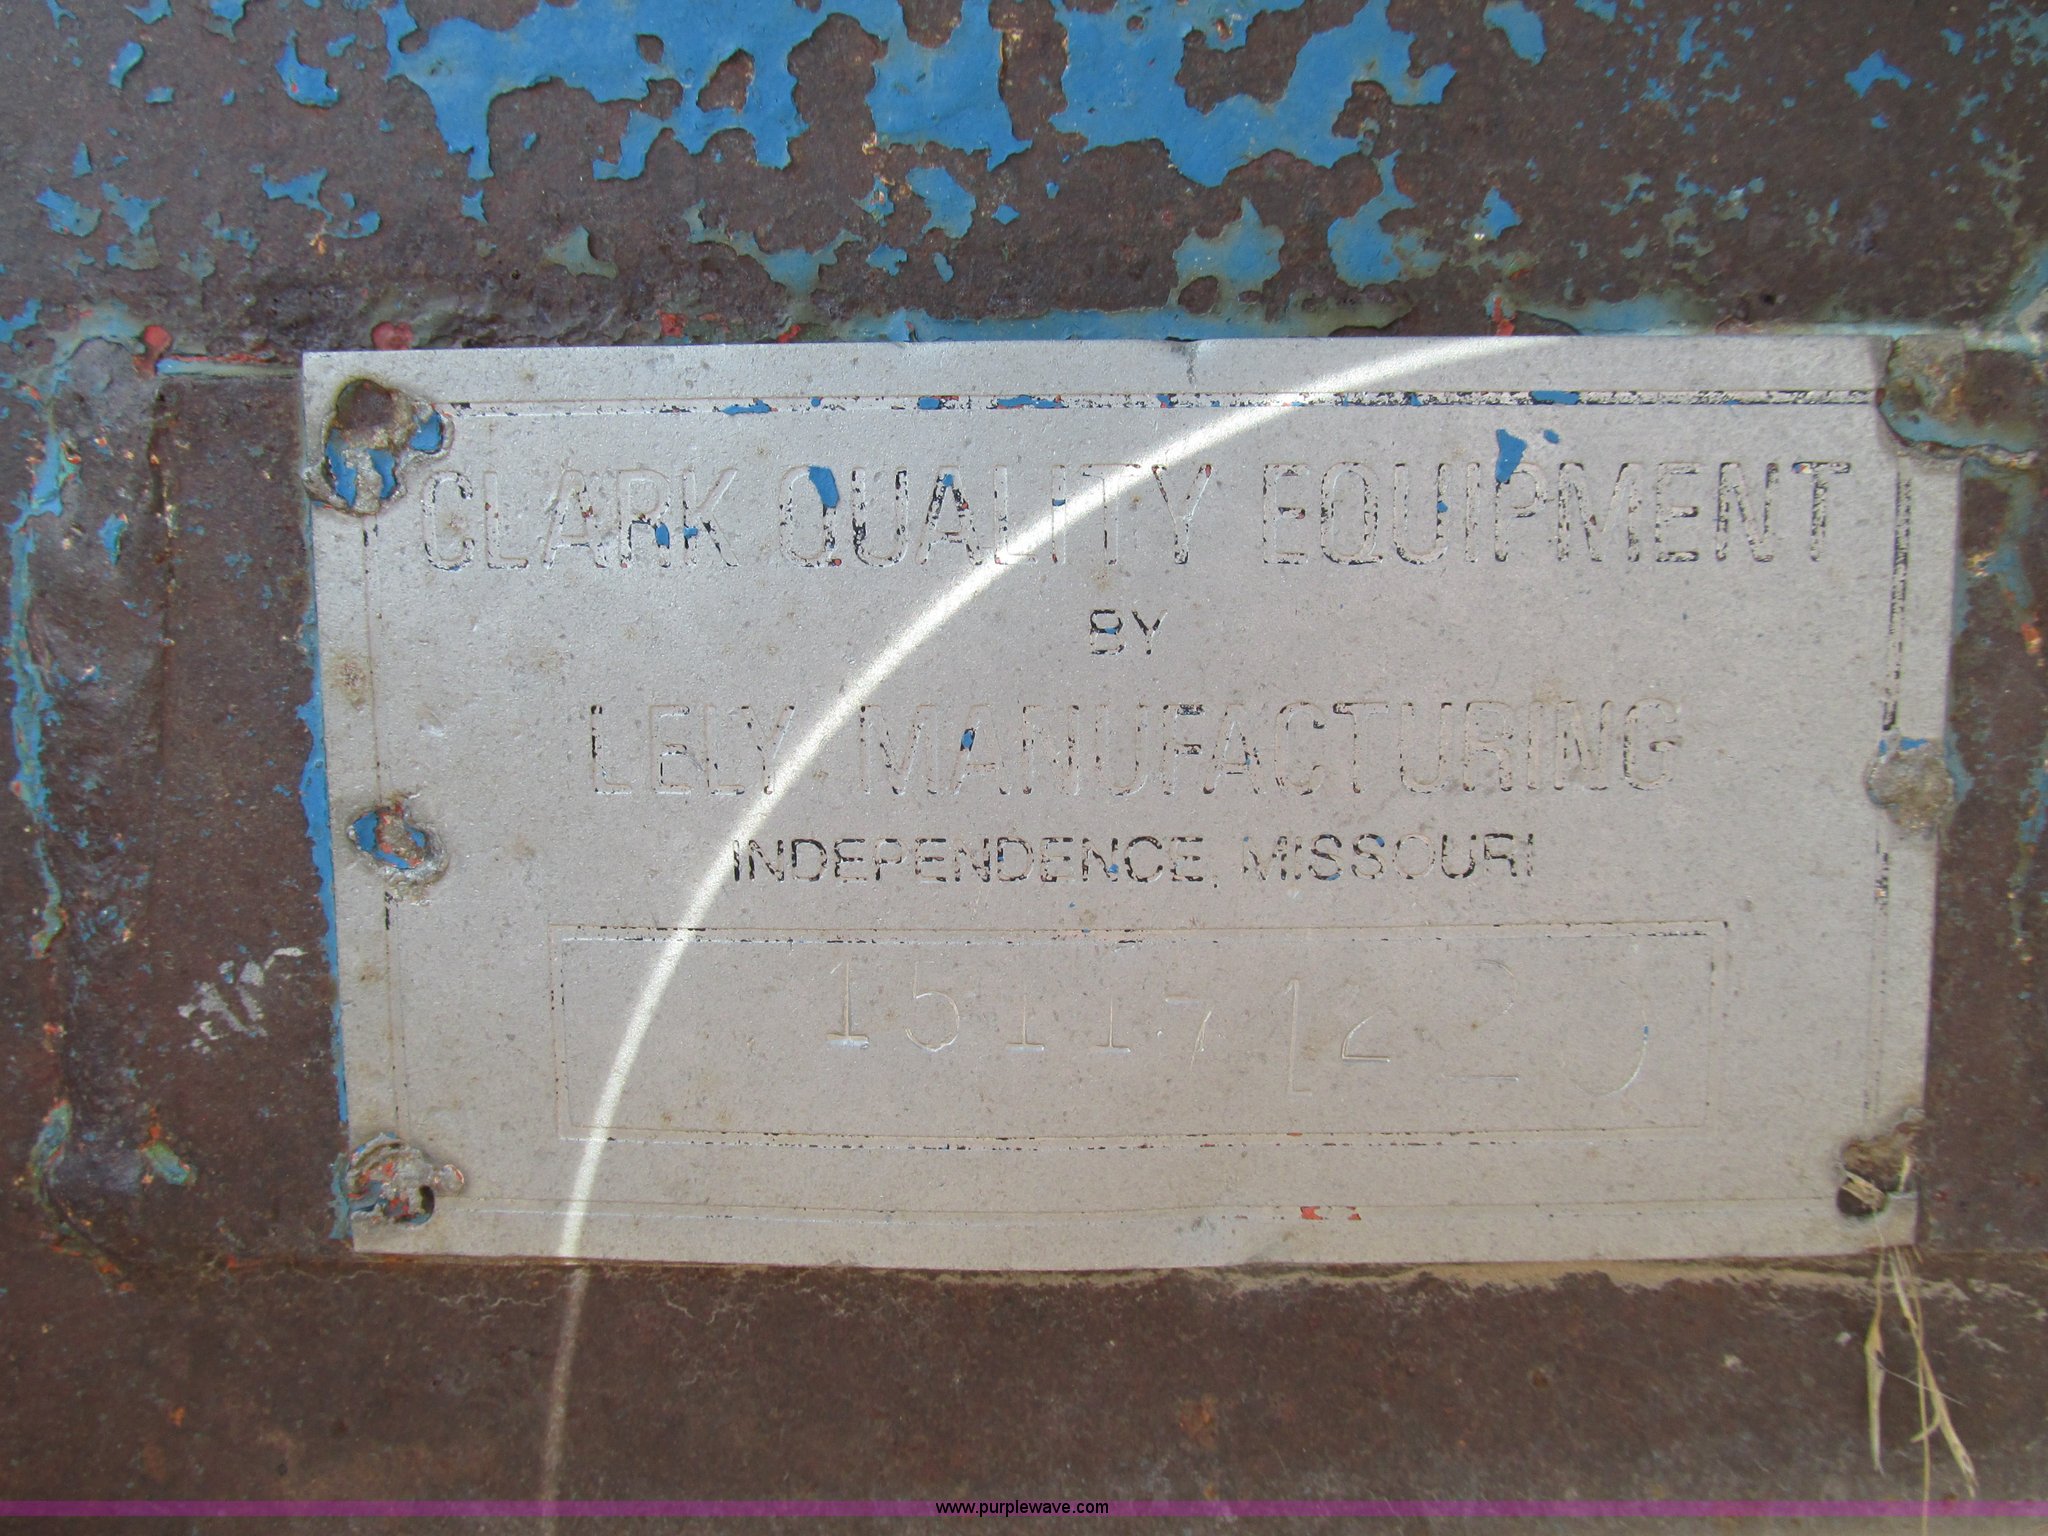 CLARK QUALITY EQUIPMENT
BY
LELY MANUFACTURING
INDEPENDENCE, MISSOURI
www.purplewave.com